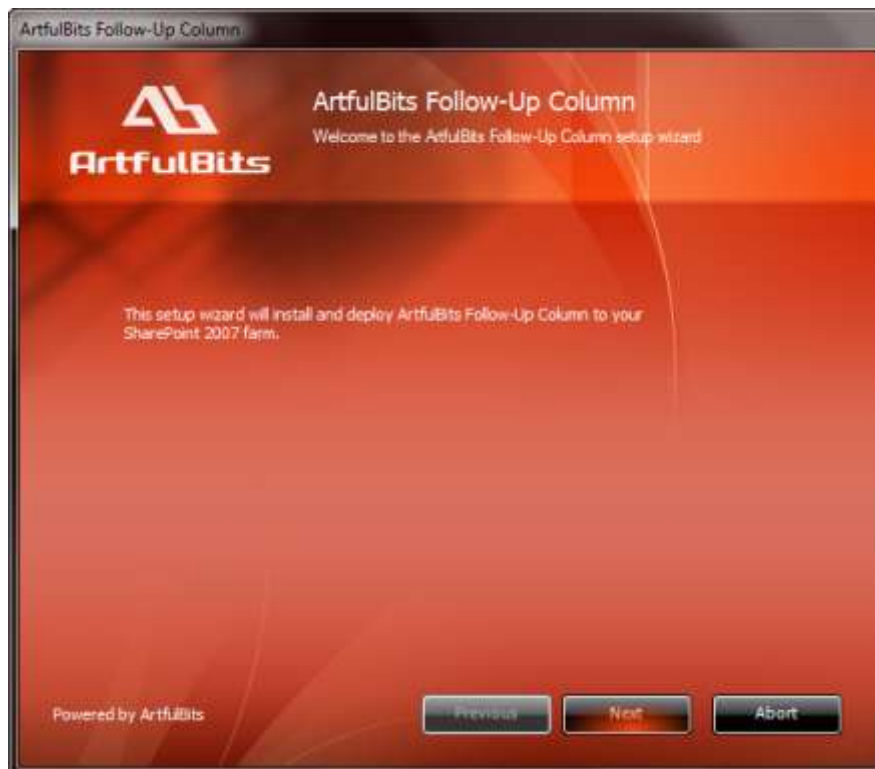 ArtfulBits Follow-Up Column
ArtfulBits
ArtfulBits Follow-Up Column
Welcome to the ArtfulBits Follow-Up Column setup wizard
This setup wizard will install and deploy ArtfulBits Follow-Up Column to your
SharePoint 2007 farm.
Powered by ArtfulBits
Previous
Next
Abort